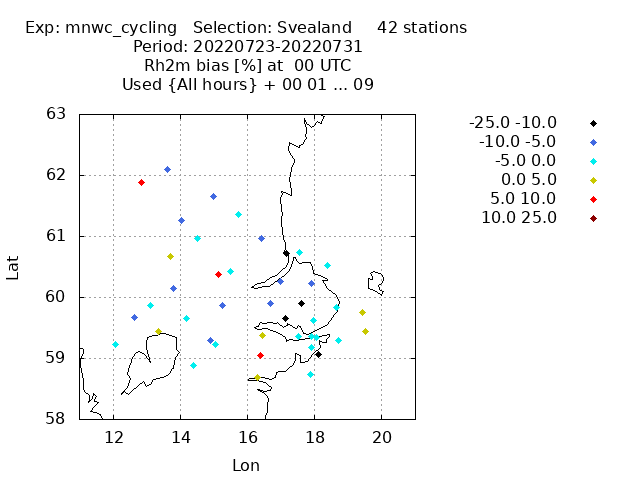 Exp: mnwc_cycling   Selection: Svealand     42 stations
Period: 20220723-20220731
Rh2m bias [%] at  00 UTC
Used {All hours} + 00 01 ... 09
-25.0 -10.0
-10.0 -5.0
-5.0 0.0
0.0 5.0
5.0 10.0
10.0 25.0
63
62
61
60
59
58
Lat
12 14 16 18 20
Lon